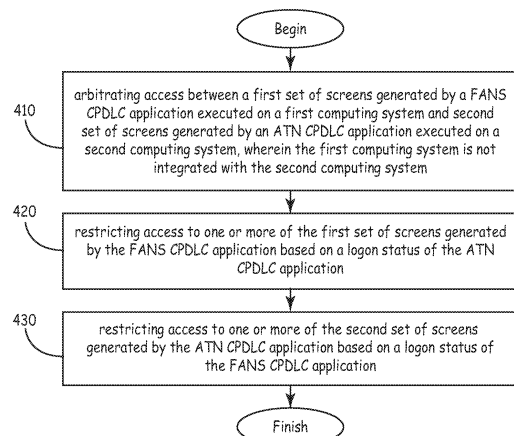 Begin
410
arbitrating access between a first set of screens generated by a FANS
CPDLC application executed on a first computing system and second
set of screens generated by an ATN CPDLC application executed on a
second computing system, wherein the first computing system is not
integrated with the second computing system
420
restricting access to one or more of the first set of screens generated
by the FANS CPDLC application based on a logon status of the ATN
CPDLC application
430
restricting access to one or more of the second set of screens
generated by the ATN CPDLC application based on a logon status of
the FANS CPDLC application
Finish